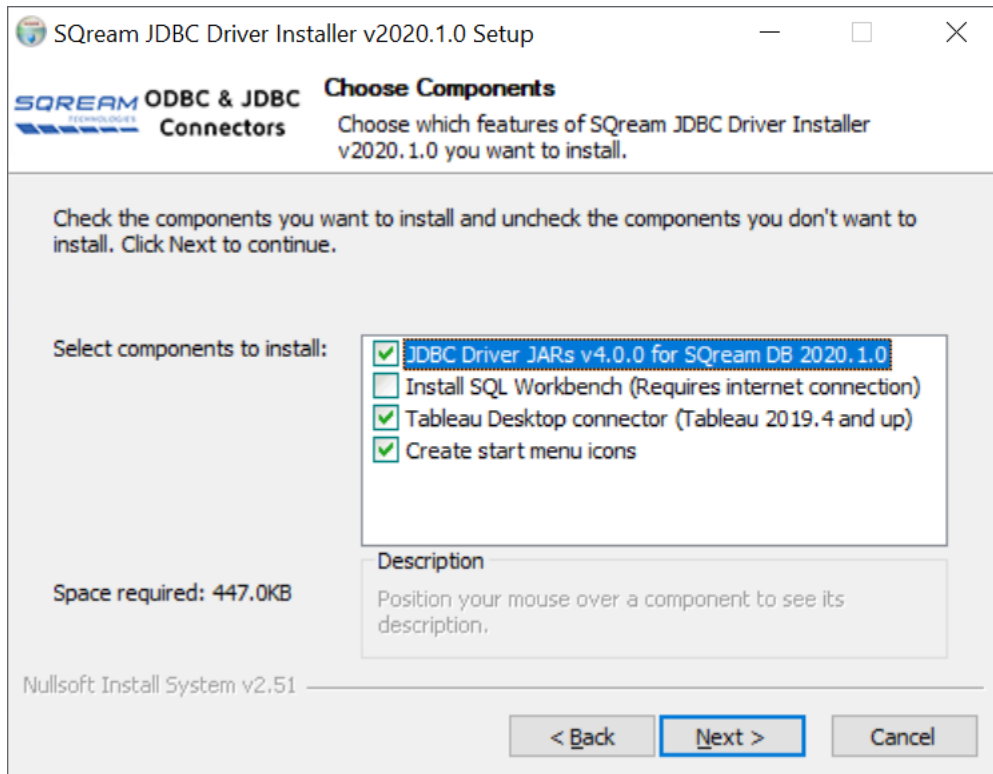 SQream JDBC Driver Installer v2020.1.0 Setup
SQREAM
TECHNOLOGIES
ODBC & JDBC
Connectors
Choose Components
Choose which features of SQream JDBC Driver Installer
v2020.1.0 you want to install.
Check the components you want to install and uncheck the components you don't want to
install. Click Next to continue.
Select components to install:
JDBC Driver JARs v4.0.0 for SQream DB 2020.1.0
Install SQL Workbench (Requires internet connection)
Tableau Desktop connector (Tableau 2019.4 and up)
Create start menu icons
Space required: 447.0KB
Description
Position your mouse over a component to see its
description.
Nullsoft Install System v2.51
< Back
Next >
Cancel